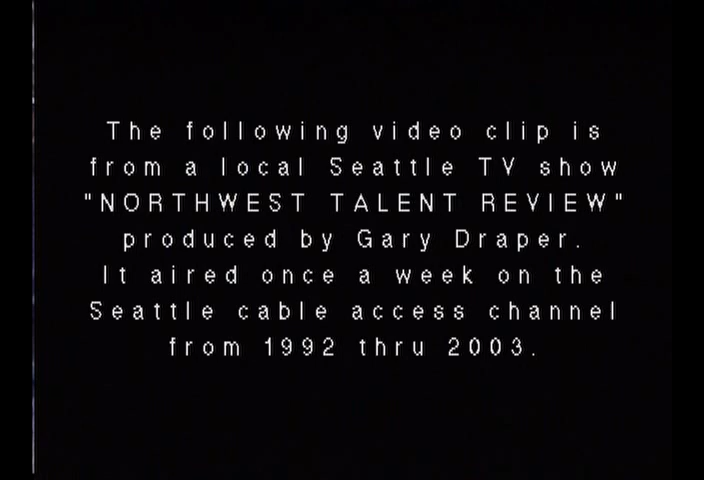 The following video clip is
from a local Seattle TV show
"NORTHWEST TALENT REVIEW"
produced by Gary Draper.
It aired once a week on the
Seattle cable access channel
from 1992 thru 2003.